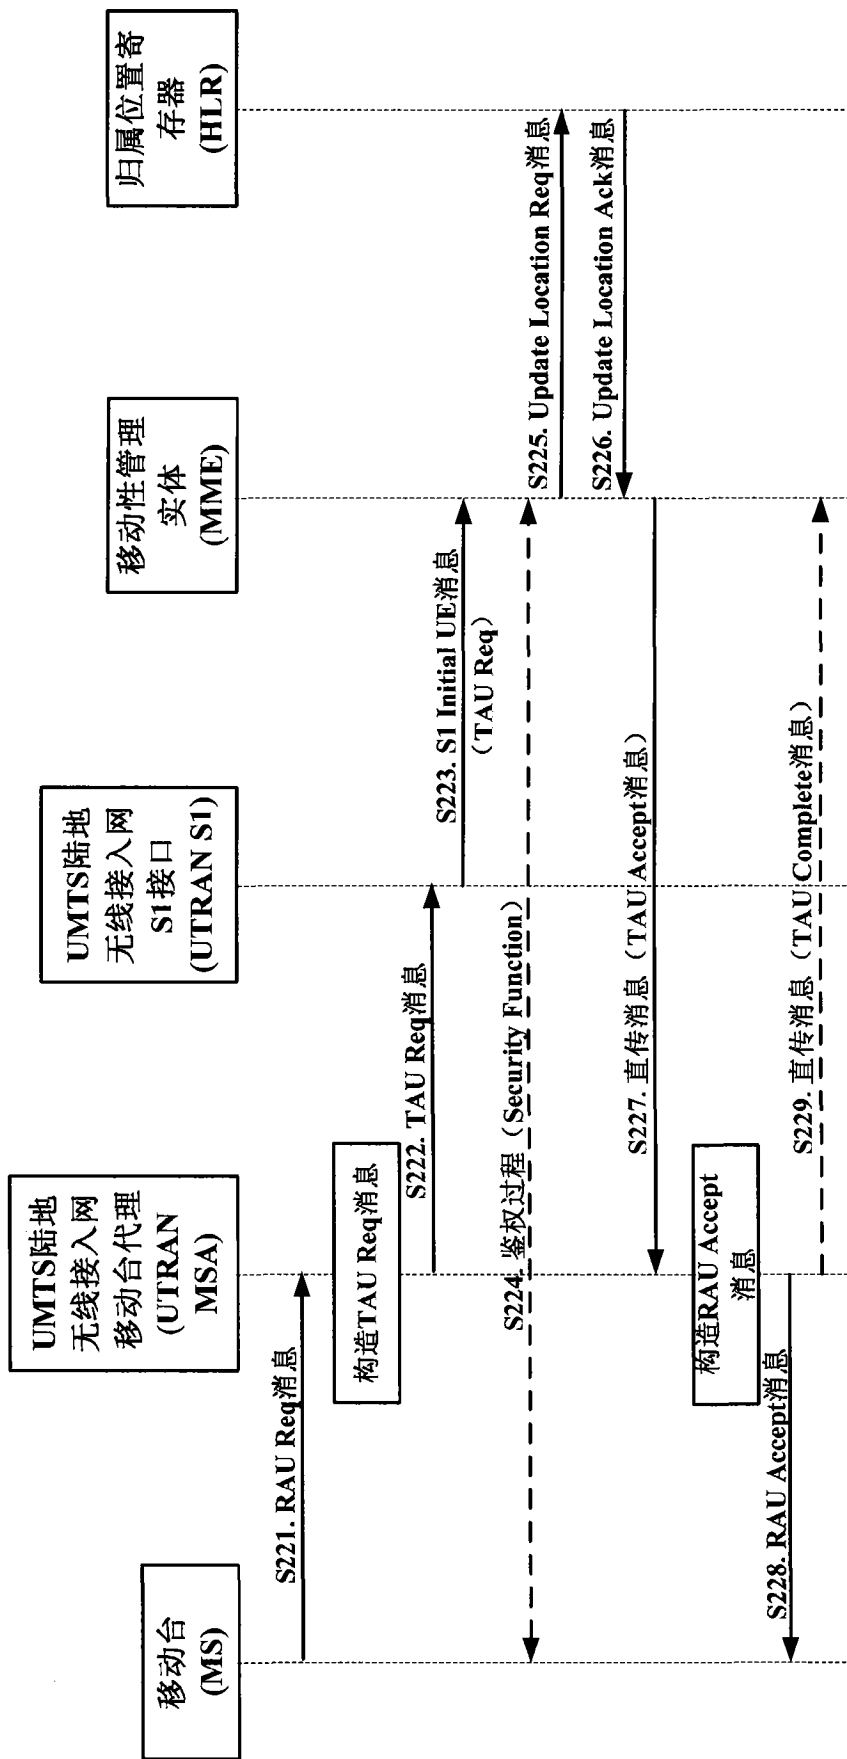 移动台
(MS)
UMTS陆地
无线接入网
移动台代理
(UTRAN
MSA)
UMTS陆地
无线接入网
S1接口
(UTRAN S1)
移动性管理
实体
(MME)
归属位置寄
存器
(HLR)
S221. RAU Req消息
构造TAU Req消息
S222. TAU Req消息
S223. S1 Initial UE消息
（TAU Req）
S224. 鉴权过程（Security Function）
S225. Update Location Req消息
S226. Update Location Ack消息
S227. 直传消息（TAU Accept消息）
构造RAU Accept
消息
S228. RAU Accept消息
S229. 直传消息（TAU Complete消息）